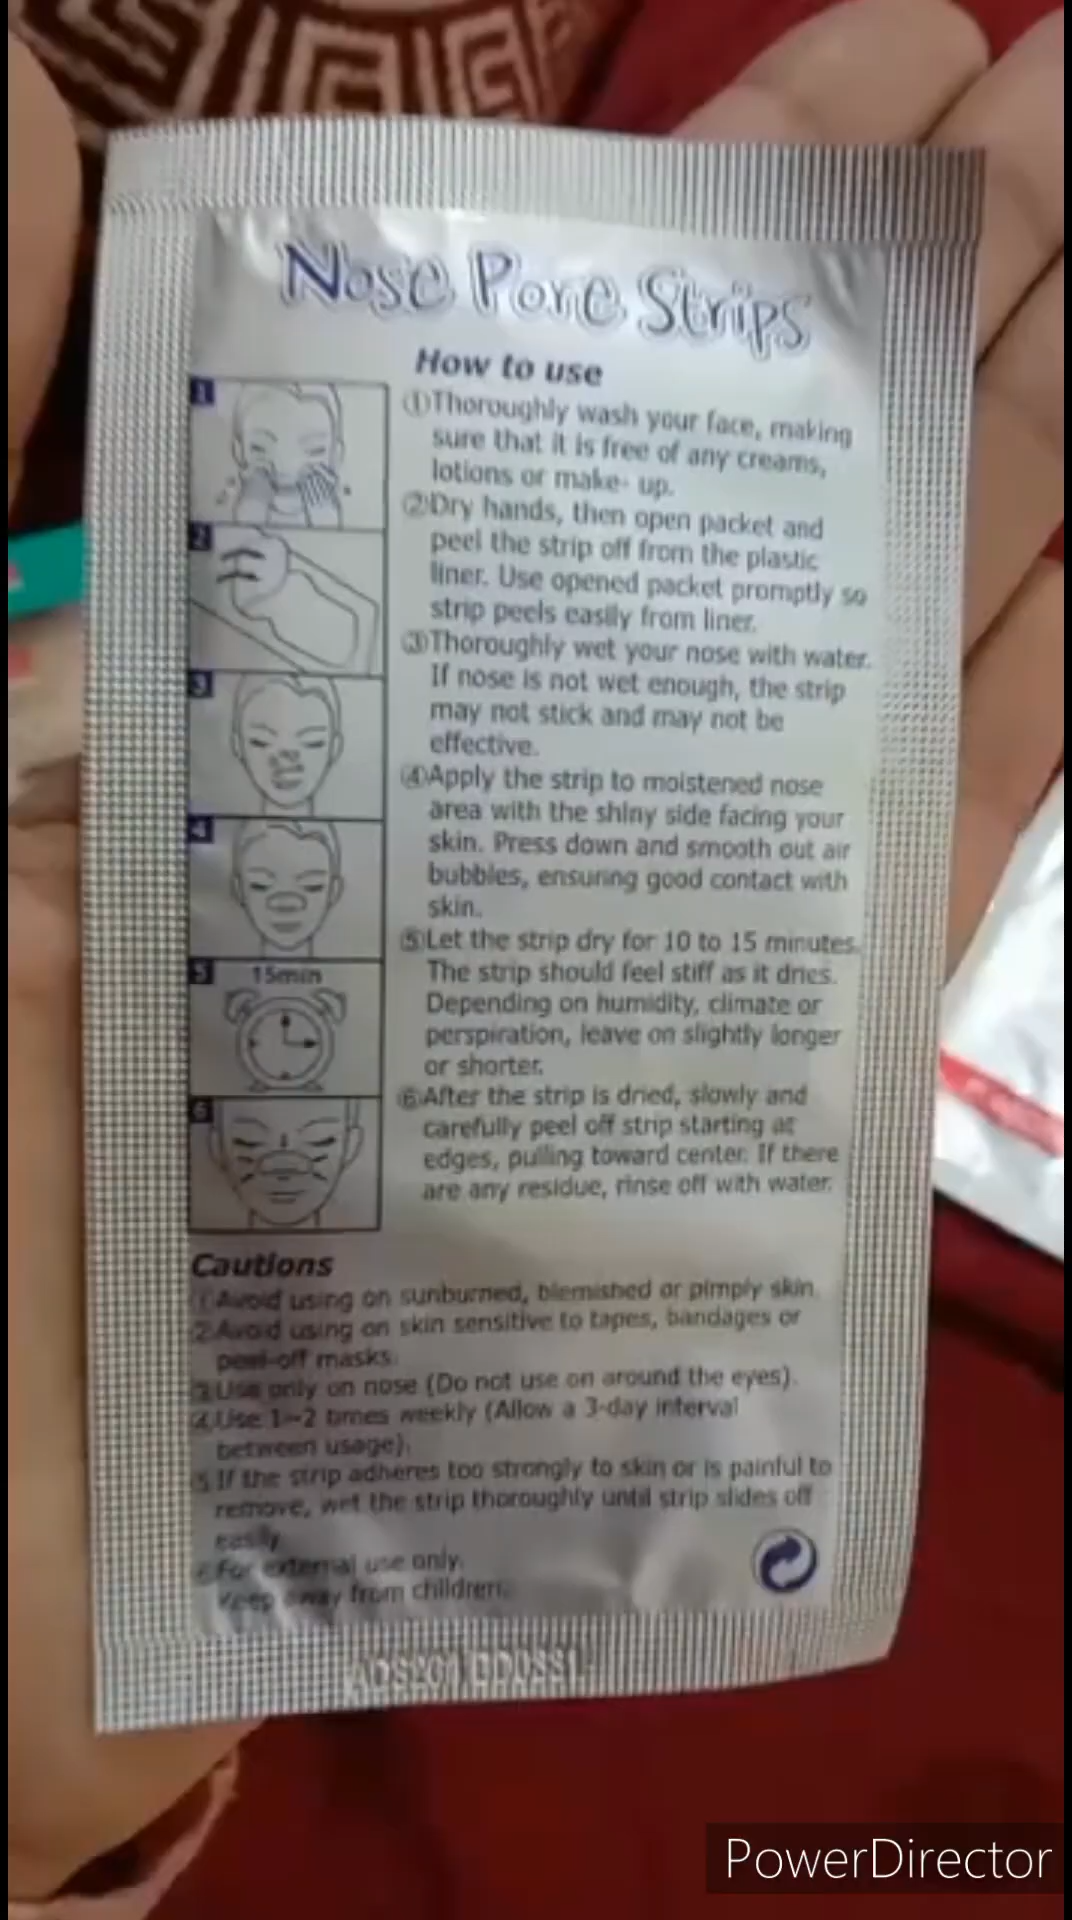 Nose Pore Strips
How to use
①Thoroughly wash your face, making
sure that it is free of any creams,
lotions or make- up.
②Dry hands, then open packet and
peel the strip off from the plastic
liner. Use opened packet promptly so
strip peels easily from liner.
③Thoroughly wet your nose with water.
If nose is not wet enough, the strip
may not stick and may not be
effective.
④Apply the strip to moistened nose
area with the shiny side facing your
skin. Press down and smooth out air
bubbles, ensuring good contact with
skin.
⑤Let the strip dry for 10 to 15 minutes.
The strip should feel stiff as it dries.
Depending on humidity, climate or
perspiration, leave on slightly longer
or shorter.
⑥After the strip is dried, slowly and
carefully peel off strip starting at
edges, pulling toward center. If there
are any residue, rinse off with water.
1
2
3
4
5 15min
6
Cautions
①Avoid using on sunburned, blemished or pimply skin.
②Avoid using on skin sensitive to tapes, bandages or
peel-off masks.
③Use only on nose (Do not use on around the eyes).
④Use 1~2 times weekly (Allow a 3-day interval
between usage).
⑤If the strip adheres too strongly to skin or is painful to
remove, wet the strip thoroughly until strip slides off
easily
⑥For external use only.
Keep away from children.
PowerDirector